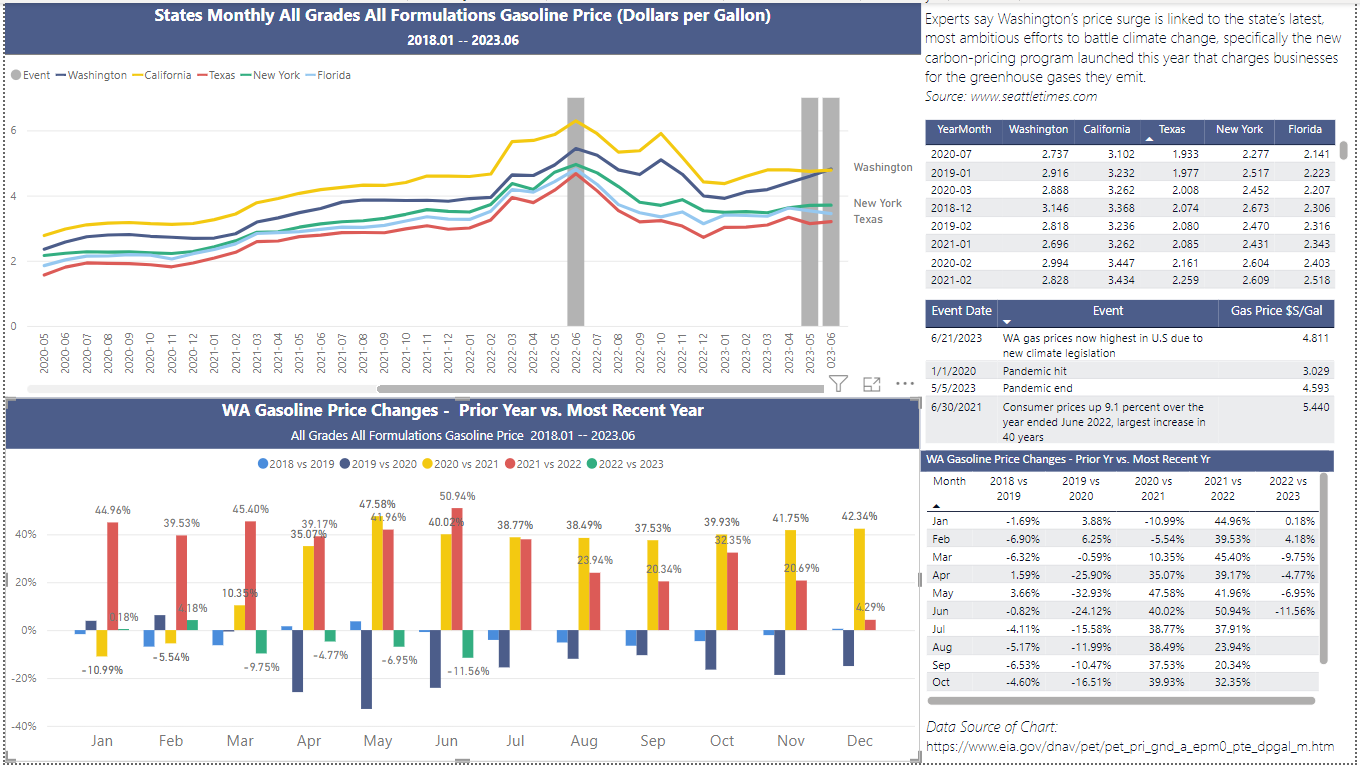 States Monthly All Grades All Formulations Gasoline Price (Dollars per Gallon)
2018.01 -- 2023.06
Event Washington California Texas New York Florida
6
4
2
0
Washington
New York
Texas
2020-05 2020-06 2020-07 2020-08 2020-09 2020-10 2020-11 2020-12 2021-01 2021-02 2021-03 2021-04 2021-05 2021-06 2021-07 2021-08 2021-09 2021-10 2021-11 2021-12 2022-01 2022-02 2022-03 2022-04 2022-05 2022-06 2022-07 2022-08 2022-09 2022-10 2022-11 2022-12 2023-01 2023-02 2023-03 2023-04 2023-05 2023-06
WA Gasoline Price Changes - Prior Year vs. Most Recent Year
All Grades All Formulations Gasoline Price 2018.01 -- 2023.06
2018 vs 2019 2019 vs 2020 2020 vs 2021 2021 vs 2022 2022 vs 2023
40%
20%
0%
-20%
-40%
44.96% 39.53% 45.40% 39.17% 47.58% 50.94% 38.77% 38.49% 37.53% 39.93% 41.75% 42.34%
35.07% 41.96% 40.02% 23.94% 20.34% 32.35% 20.69% 4.29%
0.18% 4.18% 10.35%
-10.99% -5.54% -9.75% -4.77% -6.95% -11.56%
Jan Feb Mar Apr May Jun Jul Aug Sep Oct Nov Dec
Experts say Washington's price surge is linked to the state's latest,
most ambitious efforts to battle climate change, specifically the new
carbon-pricing program launched this year that charges businesses
for the greenhouse gases they emit.
Source: www.seattletimes.com
YearMonth Washington California Texas New York Florida
2020-07 2.737 3.102 1.933 2.277 2.141
2019-01 2.916 3.232 1.977 2.517 2.223
2020-03 2.888 3.262 2.008 2.452 2.207
2018-12 3.146 3.368 2.074 2.673 2.306
2019-02 2.818 3.236 2.080 2.470 2.316
2021-01 2.696 3.262 2.085 2.431 2.343
2020-02 2.994 3.447 2.161 2.604 2.403
2021-02 2.828 3.434 2.259 2.609 2.518
Event Date Event Gas Price $S/Gal
6/21/2023 WA gas prices now highest in U.S due to 4.811
new climate legislation
1/1/2020 Pandemic hit 3.029
5/5/2023 Pandemic end 4.593
6/30/2021 Consumer prices up 9.1 percent over the 5.440
year ended June 2022, largest increase in
40 years
WA Gasoline Price Changes - Prior Yr vs. Most Recent Yr
Month 2018 vs 2019 vs 2020 vs 2021 vs 2022 vs
2019 2020 2021 2022 2023
Jan -1.69% 3.88% -10.99% 44.96% 0.18%
Feb -6.90% 6.25% -5.54% 39.53% 4.18%
Mar -6.32% -0.59% 10.35% 45.40% -9.75%
Apr 1.59% -25.90% 35.07% 39.17% -4.77%
May 3.66% -32.93% 47.58% 41.96% -6.95%
Jun -0.82% -24.12% 40.02% 50.94% -11.56%
Jul -4.11% -15.58% 38.77% 37.91%
Aug -5.17% -11.99% 38.49% 23.94%
Sep -6.53% -10.47% 37.53% 20.34%
Oct -4.60% -16.51% 39.93% 32.35%
Data Source of Chart:
https://www.eia.gov/dnav/pet/pet_pri_gnd_a_epm0_pte_dpgal_m.htm